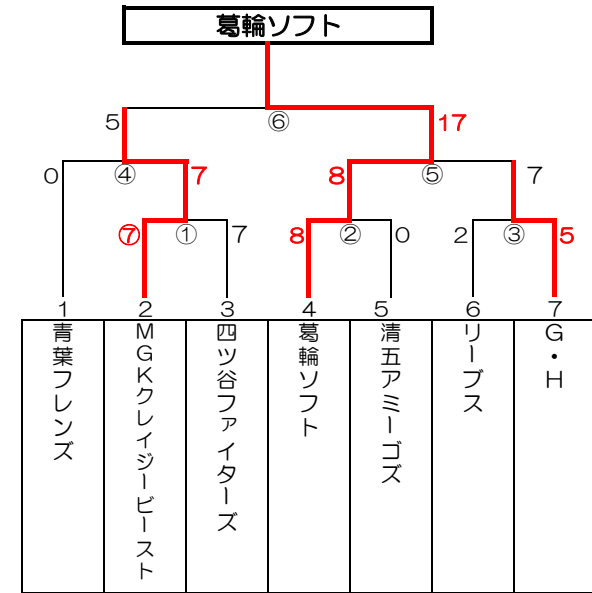 葛輪ソフト
5 ⑥ 17
0 ④ 7 8 ⑤ 7
⑦ ① 7 8 ② 0 2 ③ 5
1 2 3 4 5 6 7
青葉フレンズ
MGKクレイジービースト
四ツ谷ファイターズ
葛輪ソフト
清五アミーゴズ
リーブス
G・H